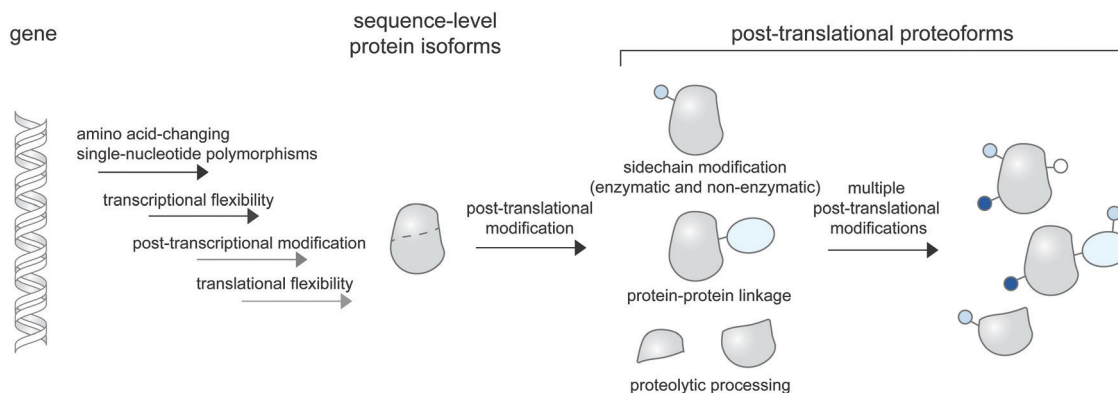 gene
sequence-level
protein isoforms
post-translational proteoforms
amino acid-changing
single-nucleotide polymorphisms
transcriptional flexibility
post-transcriptional modification
translational flexibility
post-translational
modification
sidechain modification
(enzymatic and non-enzymatic)
protein-protein linkage
proteolytic processing
multiple
post-translational
modifications